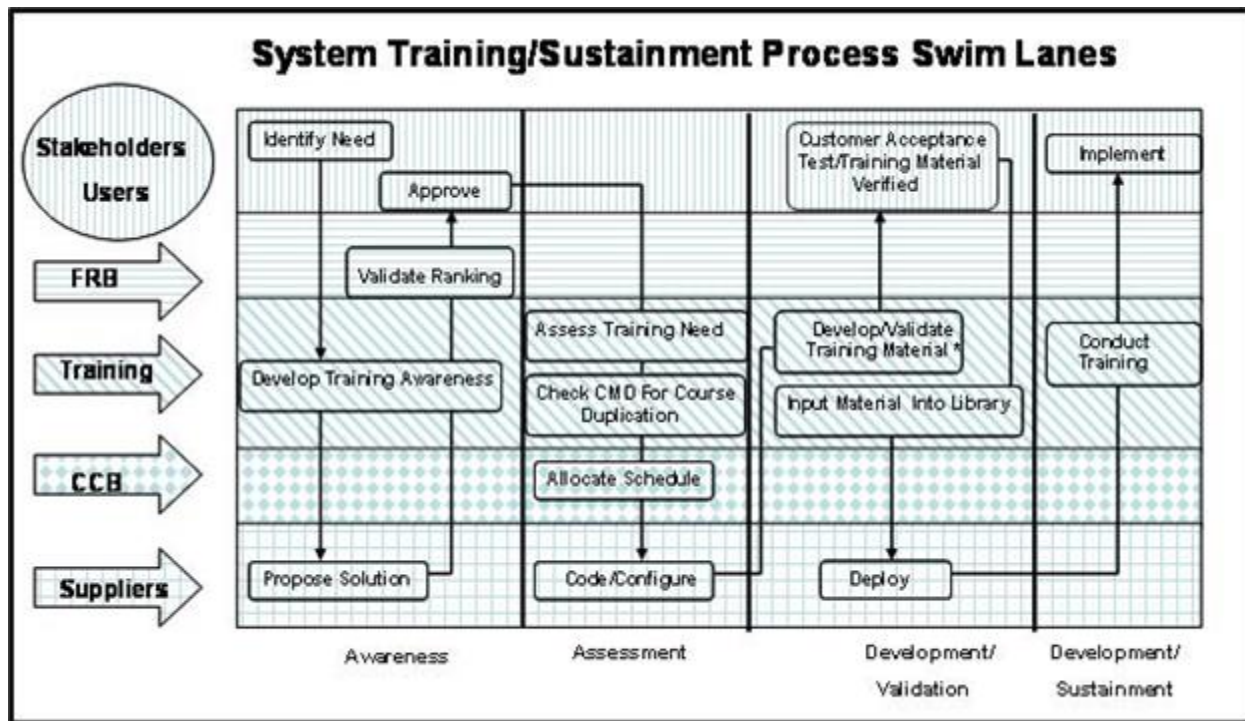 System Training/Sustainment Process Swim Lanes
Stakeholders
Users
Identify Need
Approve
Customer Acceptance
Test/Training Material
Verified
Implement
FRB
Validate Ranking
Training
Develop Training Awareness
Assess Training Need
Check CMD For Course
Duplication
Develop/Validate
Training Material *
Input Material Into Library
Conduct
Training
CCB
Allocate Schedule
Suppliers
Propose Solution
Code/Configure
Deploy
Awareness
Assessment
Development/
Validation
Development/
Sustainment